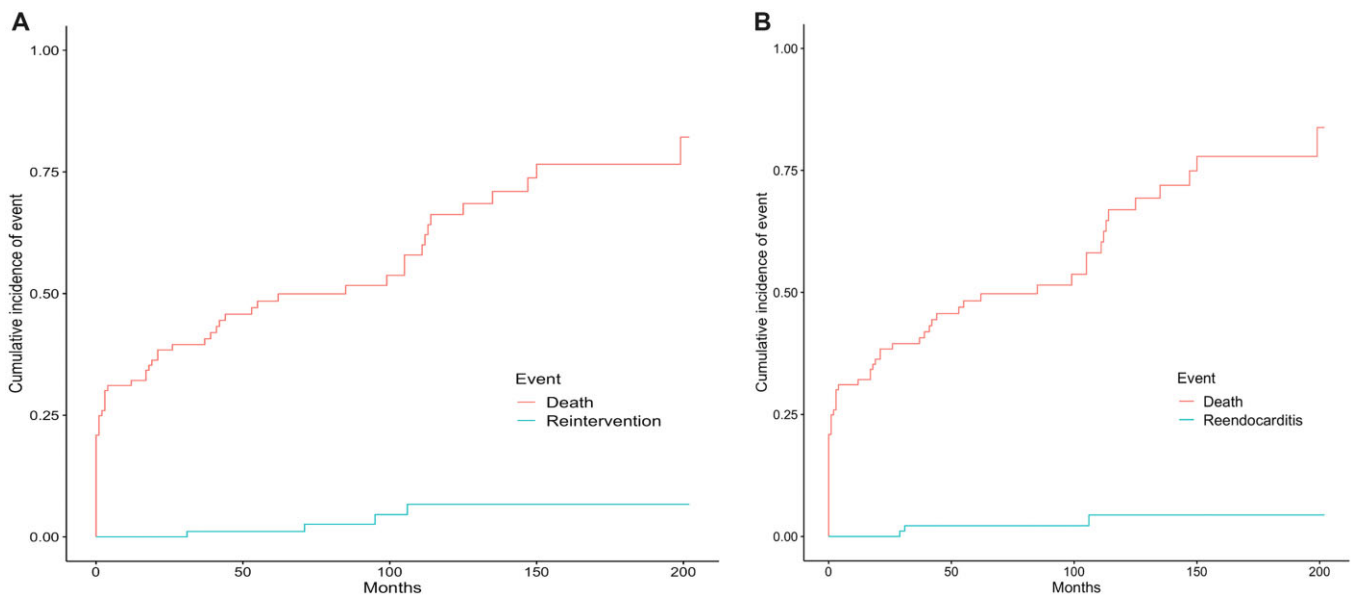 A
Cumulative incidence of event
1.00
0.75
0.50
0.25
0.00
Event
Death
Reintervention
0 50 100 150 200
Months
B
Cumulative incidence of event
1.00
0.75
0.50
0.25
0.00
Event
Death
Reendocarditis
0 50 100 150 200
Months